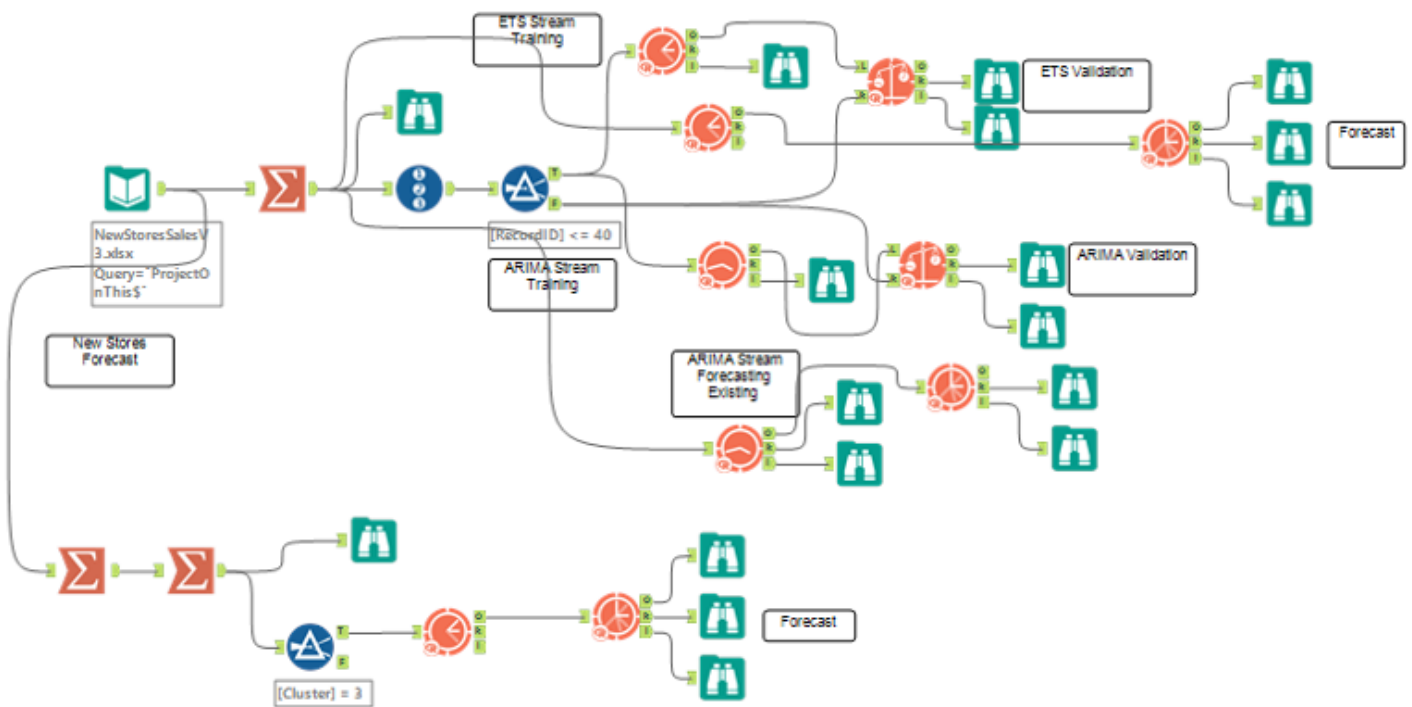 ETS Stream
Training
ETS Validation
Forecast
NewStoresSalesV
3.xlsx
Query=`ProjectO
nThis$`
[RecordID] <= 40
ARIMA Stream
Training
ARIMA Validation
New Stores
Forecast
ARIMA Stream
Forecasting
Existing
Forecast
[Cluster] = 3